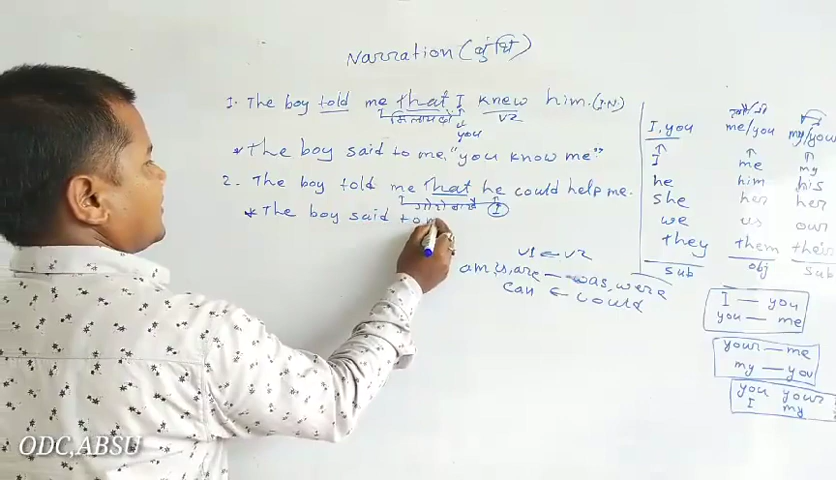 Narration
1. The boy told me that I knew him. (I.N.)
V2
you
* The boy said to me, "you know me."
2. The boy told me that he could help me.
I
* The boy said to
V1 ← V2
am, is, are — was, were
can ← could
I, you me/you my/your
I me my
he him his
she her her
we us our
they them their
sub obj sub
I — you
you — me
your — me
my — you
you your
I my
ODC,ABSU